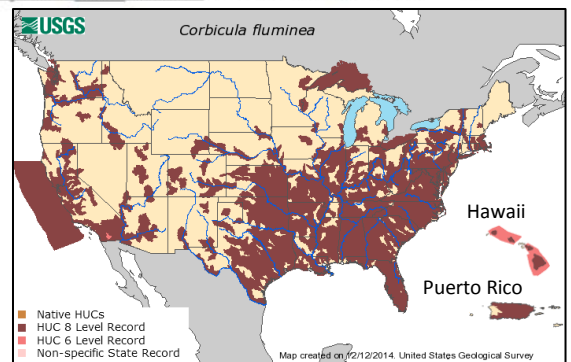 USGS
Corbicula fluminea
Hawaii
Puerto Rico
Native HUCs
HUC 8 Level Record
HUC 6 Level Record
Non-specific State Record
Map created on 12/12/2014. United States Geological Survey